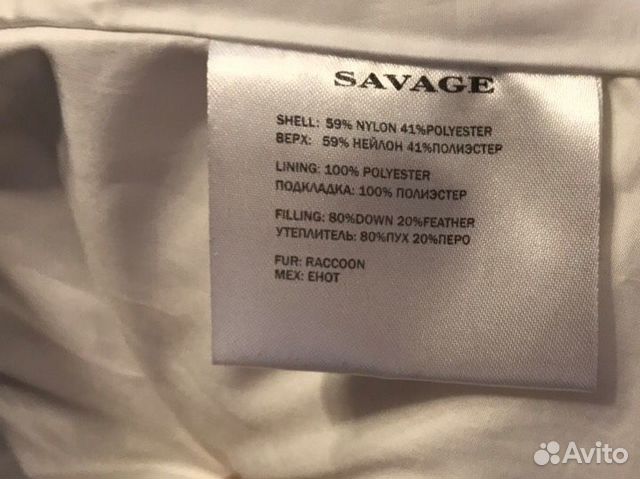 SAVAGE
SHELL: 59% NYLON 41%POLYESTER
ВЕРХ: 59% НЕЙЛОН 41%ПОЛИЭСТЕР
LINING: 100% POLYESTER
ПОДКЛАДКА: 100% ПОЛИЭСТЕР
FILLING: 80%DOWN 20%FEATHER
УТЕПЛИТЕЛЬ: 80%ПУХ 20%ПЕРО
FUR: RACCOON
МЕХ: ЕНОТ
Avito